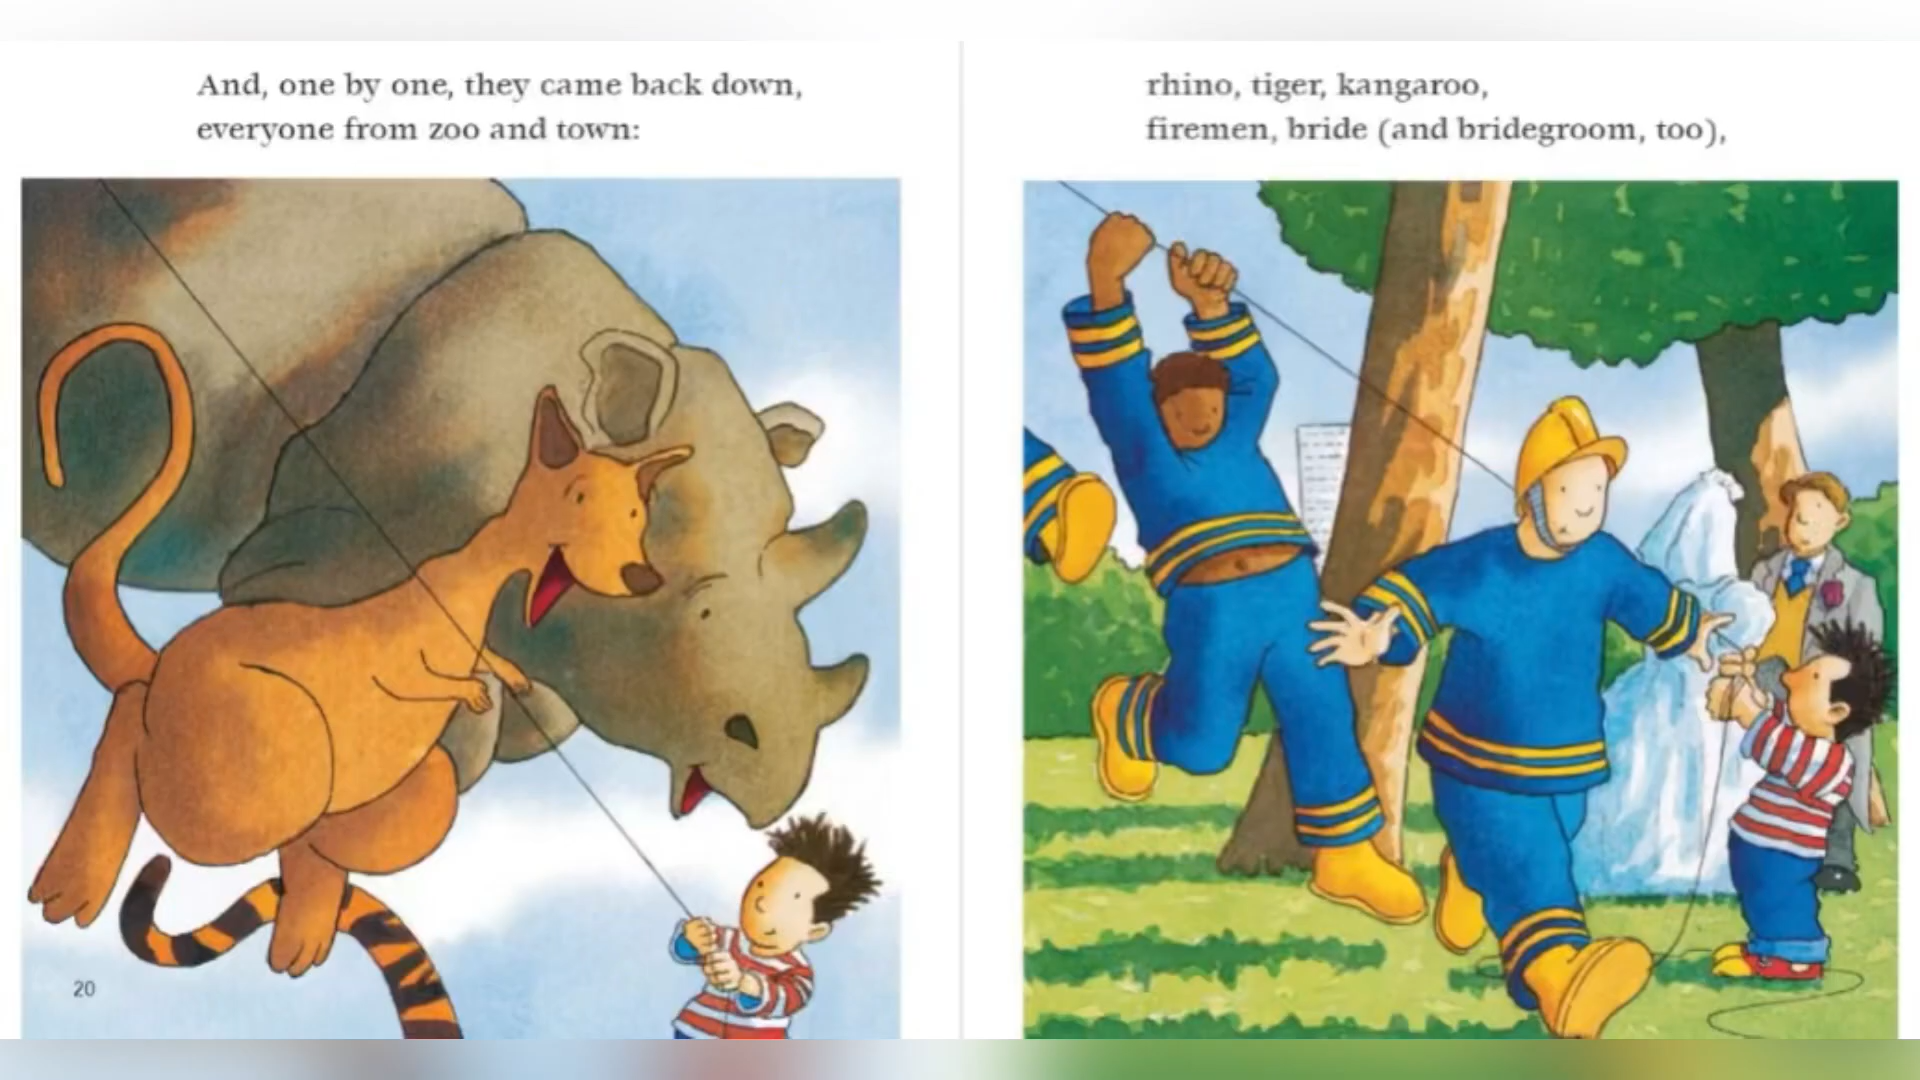 And, one by one, they came back down,
everyone from zoo and town:
rhino, tiger, kangaroo,
firemen, bride (and bridegroom, too),
20